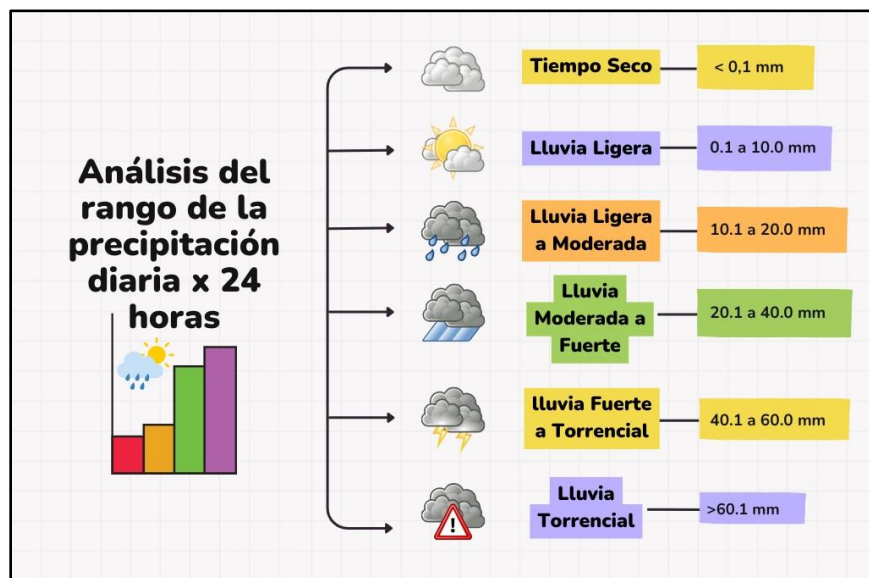 Análisis del
rango de la
precipitación
diaria x 24
horas
Tiempo Seco
< 0,1 mm
Lluvia Ligera
0.1 a 10.0 mm
Lluvia Ligera
a Moderada
10.1 a 20.0 mm
Lluvia
Moderada a
Fuerte
20.1 a 40.0 mm
lluvia Fuerte
a Torrencial
40.1 a 60.0 mm
!
Lluvia
Torrencial
>60.1 mm